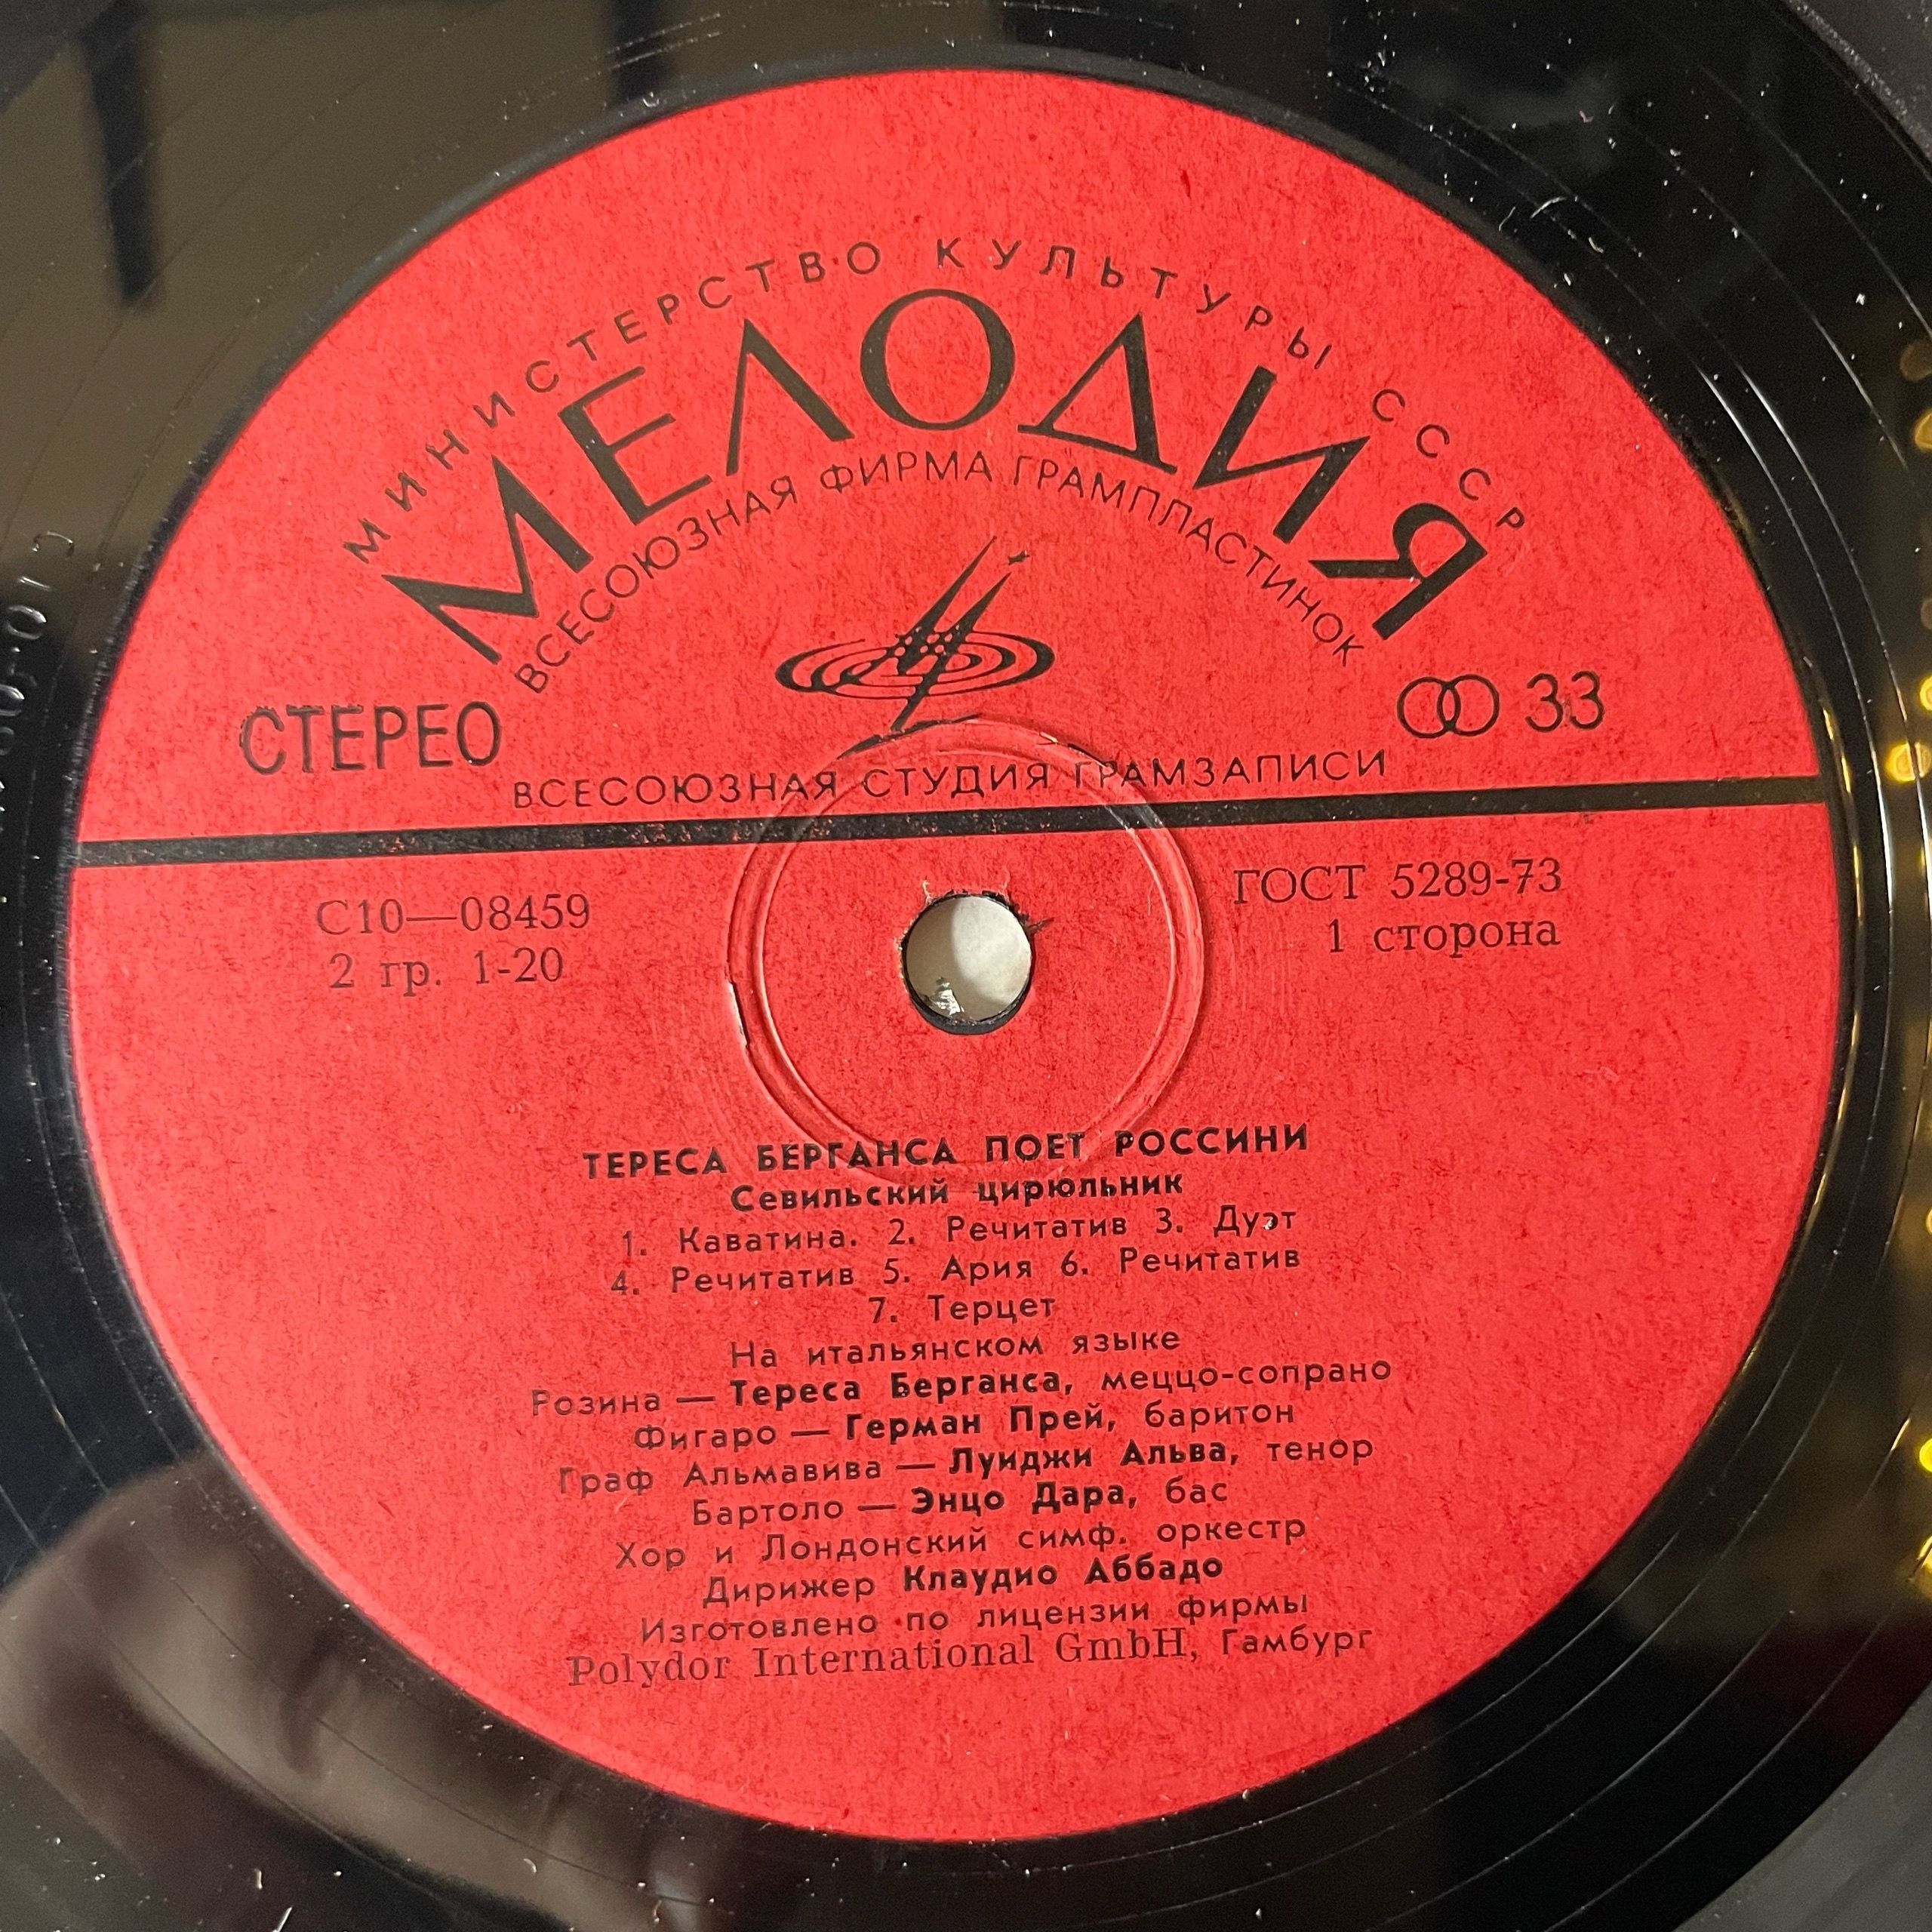 МИНИСТЕРСТВО КУЛЬТУРЫ СССР
МЕЛОДИЯ
ВСЕСОЮЗНАЯ ФИРМА ГРАМПЛАСТИНОК
СТЕРЕО
33
ВСЕСОЮЗНАЯ СТУДИЯ ГРАМЗАПИСИ
С10—08459
2 гр. 1-20
ГОСТ 5289-73
1 сторона
ТЕРЕСА БЕРГАНСА ПОЕТ РОССИНИ
Севильский цирюльник
1. Каватина. 2. Речитатив 3. Дуэт
4. Речитатив 5. Ария 6. Речитатив
7. Терцет
На итальянском языке
Розина — Тереса Берганса, меццо-сопрано
Фигаро — Герман Прей, баритон
Граф Альмавива — Луиджи Альва, тенор
Бартоло — Энцо Дара, бас
Хор и Лондонский симф. оркестр
Дирижер Клаудио Аббадо
Изготовлено по лицензии фирмы
Polydor International GmbH, Гамбург